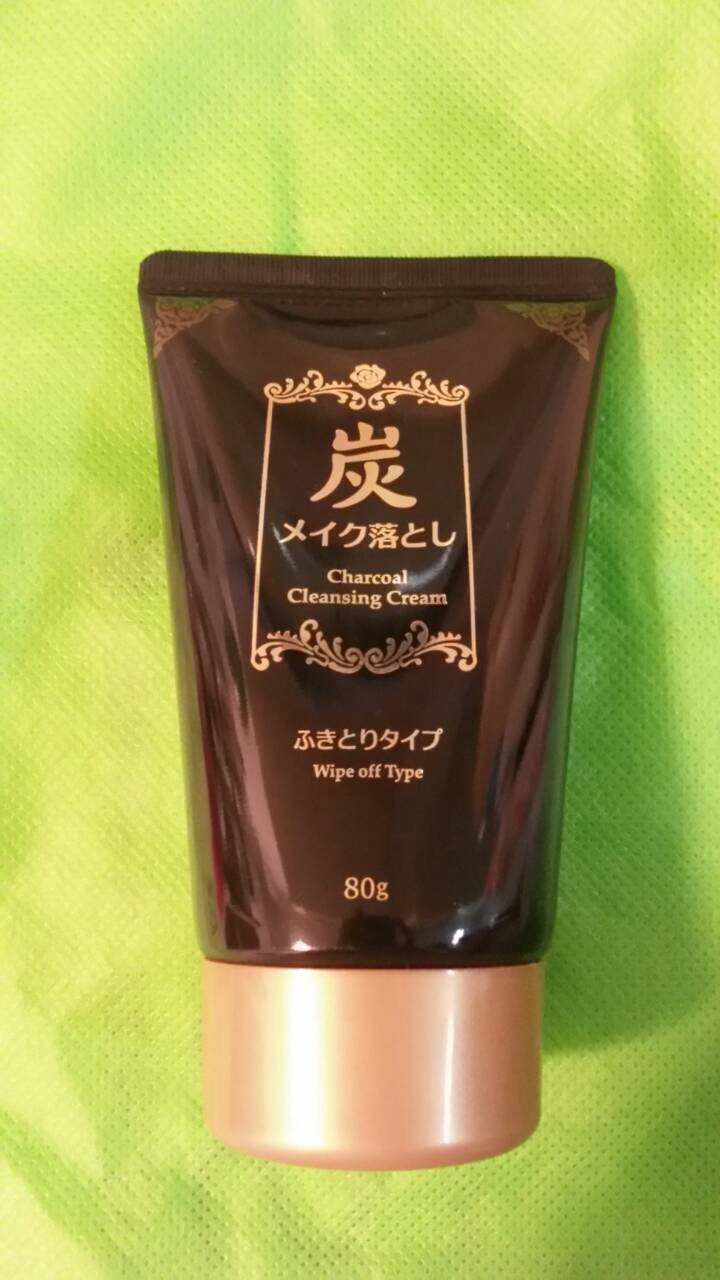 炭
メイク落とし
Charcoal
Cleansing Cream
ふきとりタイプ
Wipe off Type
80g